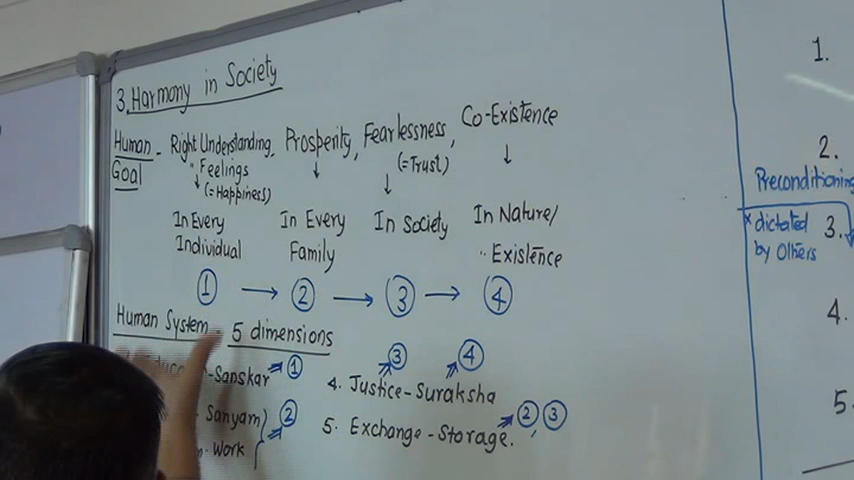 3. Harmony in Society
Human Goal - Right Understanding, Prosperity, Fearlessness, Co-Existence
" Feelings (=Trust)
(=Happiness)
In Every Individual In Every Family In Society In Nature/ Existence
1 → 2 → 3 → 4
Human System - 5 dimensions
-Sanskar → 1
Sanyam) 2
- Work
3 4
4. Justice-Suraksha
5. Exchange-Storage. → 2 3
1.
2.
Preconditioning
x dictated by Others
3.
4.
5.